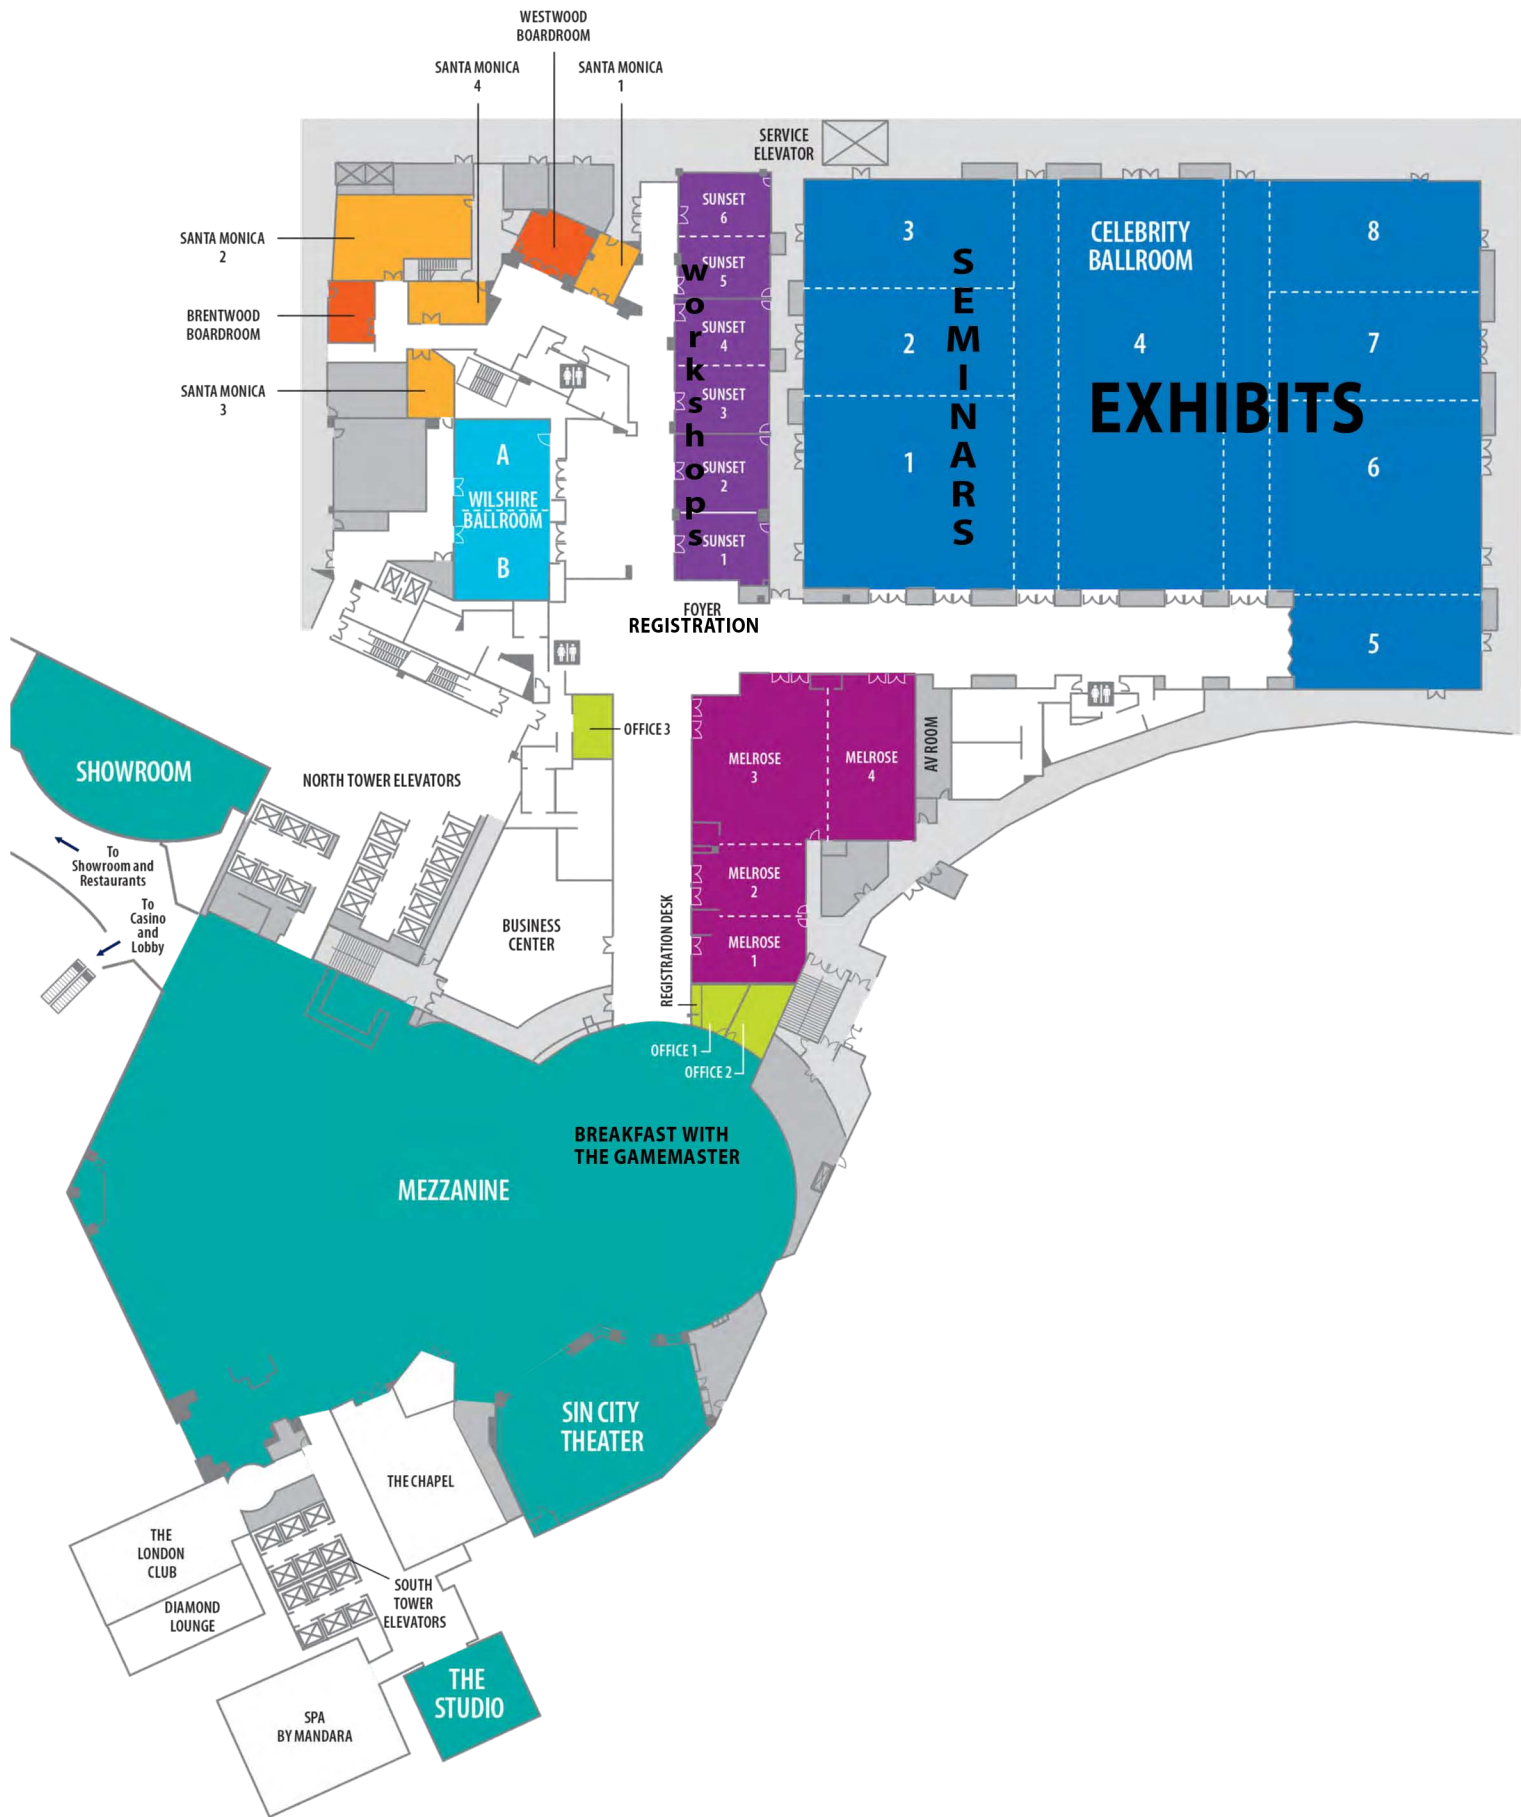 WESTWOOD
BOARDROOM
SANTA MONICA
4
SANTA MONICA
1
SERVICE
ELEVATOR
SANTA MONICA
2
BRENTWOOD
BOARDROOM
SANTA MONICA
3
SUNSET
6
SUNSET
5
SUNSET
4
SUNSET
3
SUNSET
2
SUNSET
1
workshops
3
2
1
SEMINARS
CELEBRITY
BALLROOM
4
EXHIBITS
8
7
6
5
A
WILSHIRE
BALLROOM
B
FOYER
REGISTRATION
OFFICE 3
MELROSE
3
MELROSE
4
AV ROOM
MELROSE
2
MELROSE
1
SHOWROOM
NORTH TOWER ELEVATORS
To
Showroom and
Restaurants
To
Casino
and
Lobby
BUSINESS
CENTER
REGISTRATION DESK
OFFICE 1
OFFICE 2
BREAKFAST WITH
THE GAMEMASTER
MEZZANINE
SIN CITY
THEATER
THE CHAPEL
THE
LONDON
CLUB
DIAMOND
LOUNGE
SOUTH
TOWER
ELEVATORS
THE
STUDIO
SPA
BY MANDARA